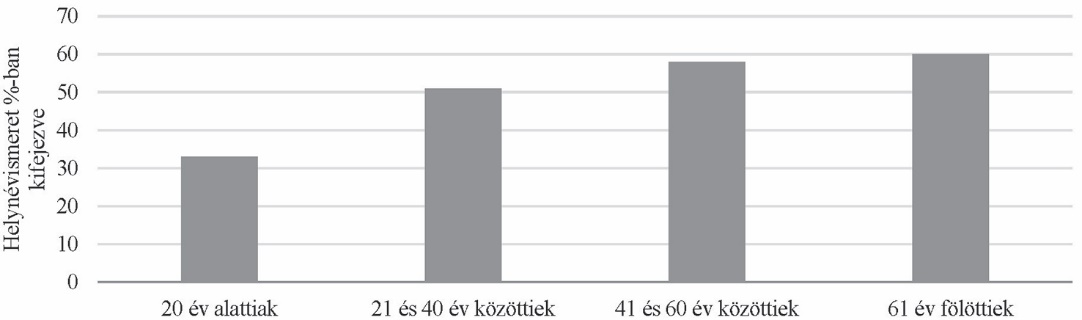 Helynévismeret %-ban
kifejezve
70
60
50
40
30
20
10
0
20 év alattiak
21 és 40 év közöttiek
41 és 60 év közöttiek
61 év fölöttiek